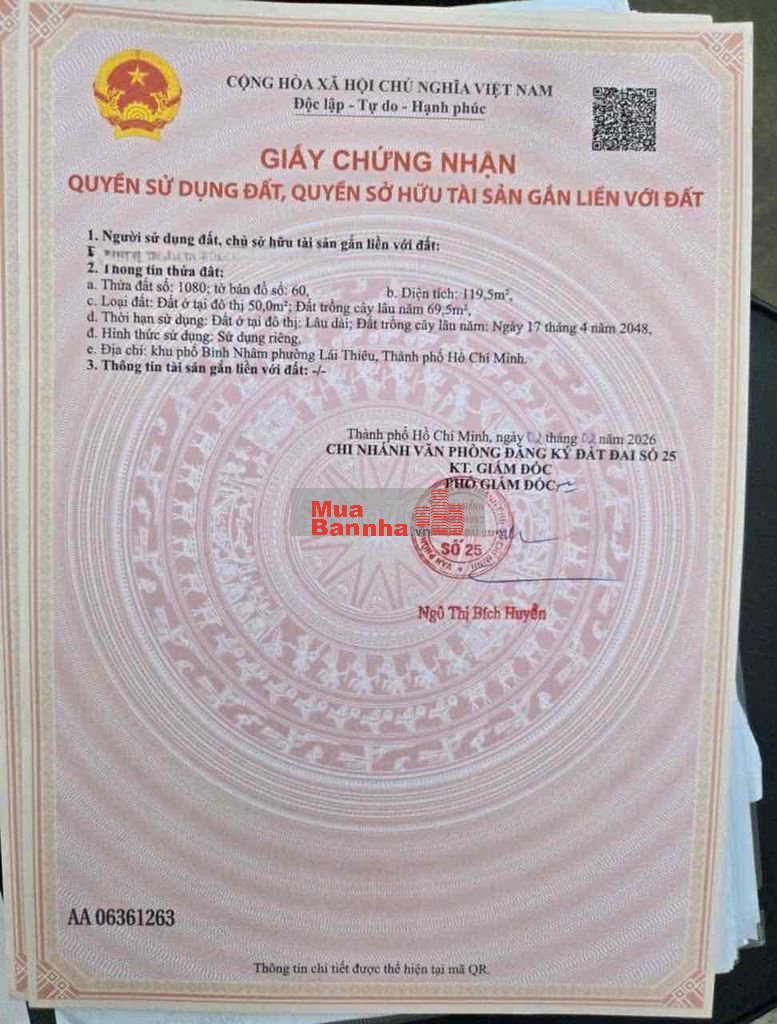 CỘNG HÒA XÃ HỘI CHỦ NGHĨA VIỆT NAM
Độc lập - Tự do - Hạnh phúc
GIẤY CHỨNG NHẬN
QUYỀN SỬ DỤNG ĐẤT, QUYỀN SỞ HỮU TÀI SẢN GẮN LIỀN VỚI ĐẤT
1. Người sử dụng đất, chủ sở hữu tài sản gắn liền với đất:
2. Thông tin thửa đất:
a. Thửa đất số: 1080; tờ bản đồ số: 60, b. Diện tích: 119,5m²,
c. Loại đất: Đất ở tại đô thị 50,0m²; Đất trồng cây lâu năm 69,5m²,
d. Thời hạn sử dụng: Đất ở tại đô thị: Lâu dài; Đất trồng cây lâu năm: Ngày 17 tháng 4 năm 2048,
đ. Hình thức sử dụng: Sử dụng riêng,
e. Địa chỉ: khu phố Bình Nhâm phường Lái Thiêu, Thành phố Hồ Chí Minh.
3. Thông tin tài sản gắn liền với đất: -/-
Thành phố Hồ Chí Minh, ngày 02 tháng 02 năm 2026
CHI NHÁNH VĂN PHÒNG ĐĂNG KÝ ĐẤT ĐAI SỐ 25
KT. GIÁM ĐỐC
PHÓ GIÁM ĐỐC
Mua
Bannha.vn
SỐ 25
Ngô Thị Bích Huyền
AA 06361263
Thông tin chi tiết được thể hiện tại mã QR.